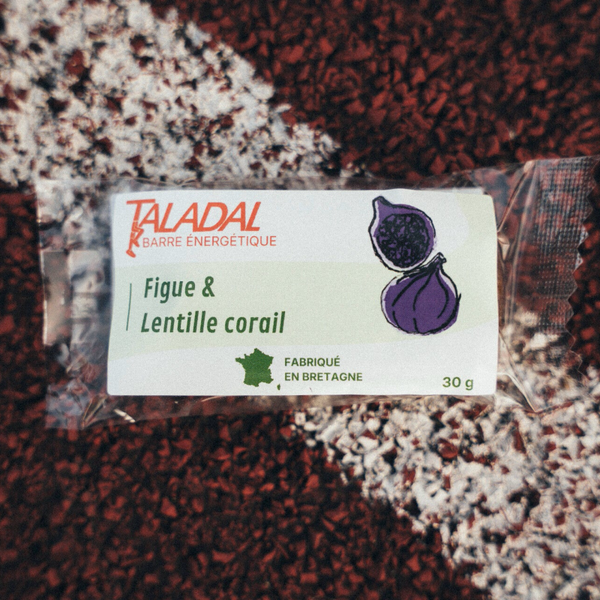 TALADAL
BARRE ÉNERGÉTIQUE
Figue &
Lentille corail
FABRIQUÉ
EN BRETAGNE
30 g